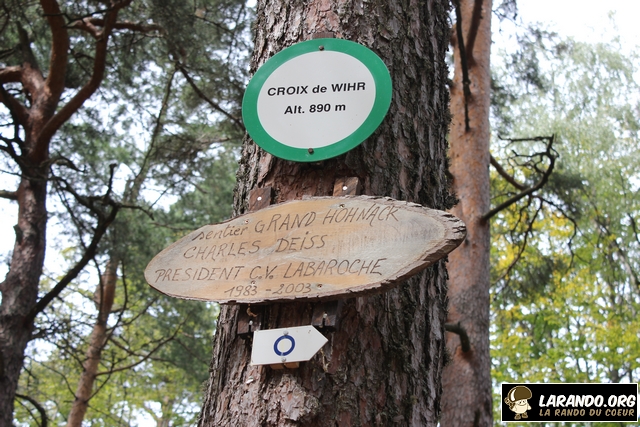 CROIX de WIHR
Alt. 890 m
Sentier GRAND HOHNACK
CHARLES DEISS
PRESIDENT C.V. LABAROCHE
1983 - 2003
LARANDO.ORG
LA RANDO DU COEUR